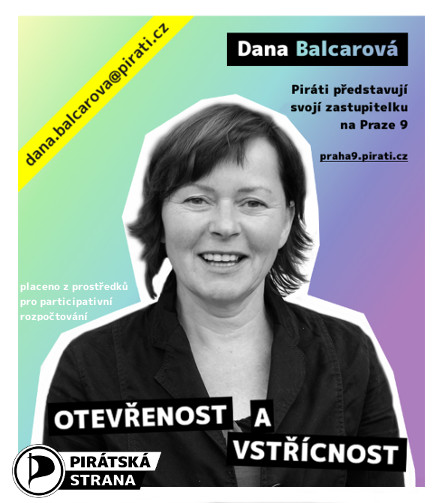 dana.balcarova@pirati.cz
Dana Balcarová
Piráti představují
svojí zastupitelku
na Praze 9
praha9.pirati.cz
placeno z prostředků
pro participativní
rozpočtování
OTEVŘENOST A
VSTŘÍCNOST
PIRÁTSKÁ
STRANA